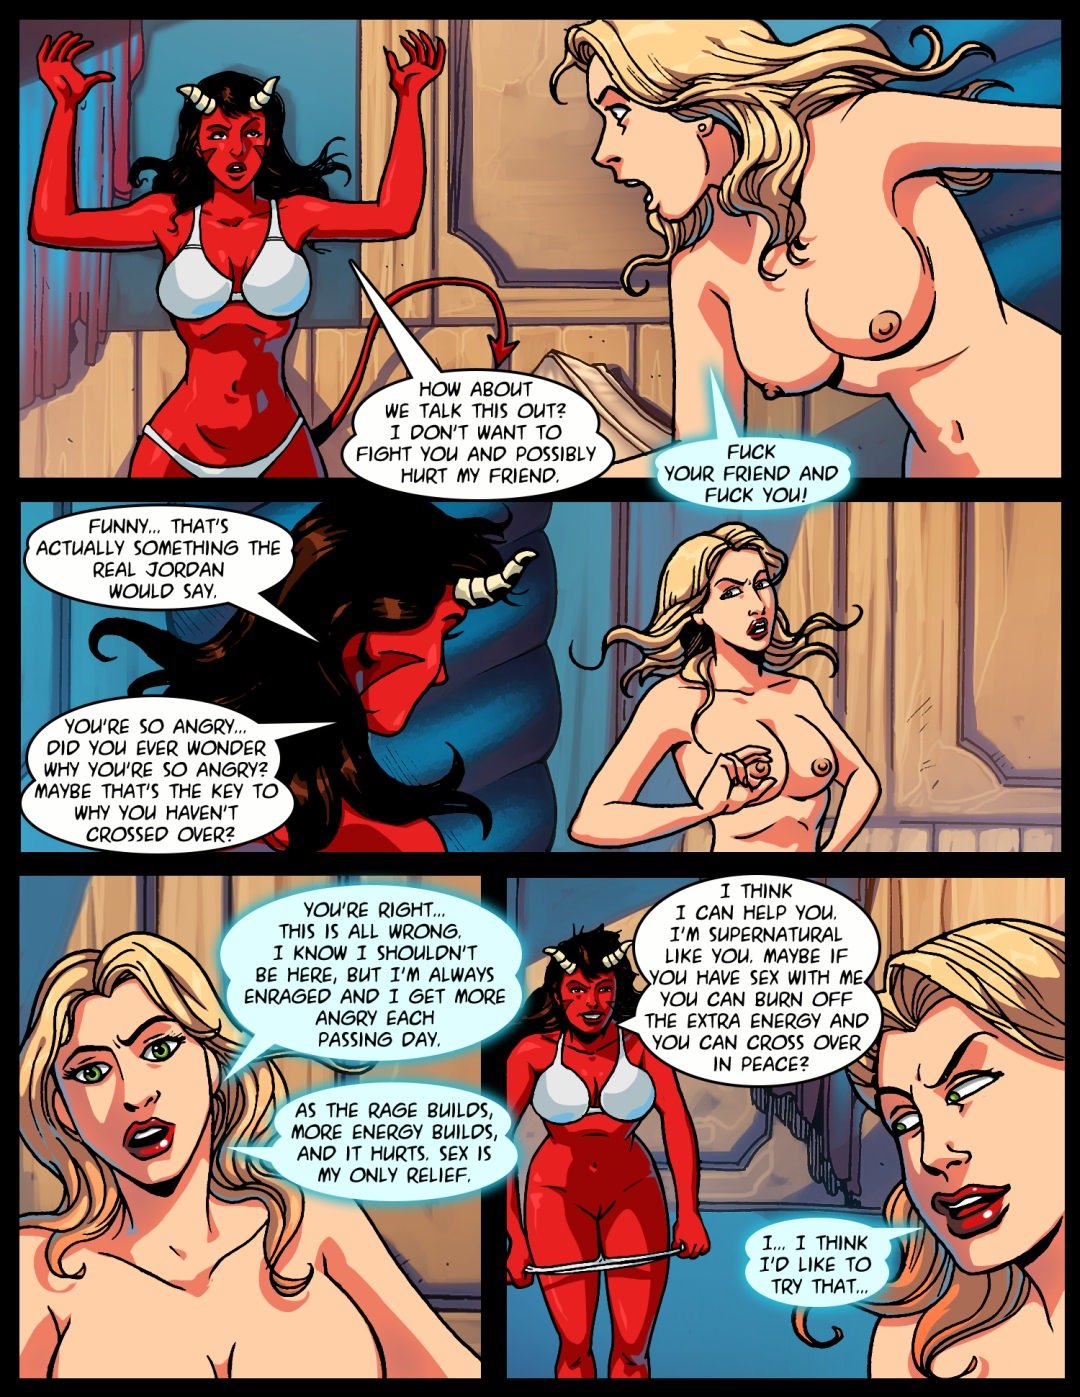 HOW ABOUT
WE TALK THIS OUT?
I DON'T WANT TO
FIGHT YOU AND POSSIBLY
HURT MY FRIEND.
FUCK
YOUR FRIEND AND
FUCK YOU!
FUNNY... THAT'S
ACTUALLY SOMETHING THE
REAL JORDAN
WOULD SAY.
YOU'RE SO ANGRY...
DID YOU EVER WONDER
WHY YOU'RE SO ANGRY?
MAYBE THAT'S THE KEY TO
WHY YOU HAVEN'T
CROSSED OVER?
YOU'RE RIGHT...
THIS IS ALL WRONG.
I KNOW I SHOULDN'T
BE HERE, BUT I'M ALWAYS
ENRAGED AND I GET MORE
ANGRY EACH
PASSING DAY.
AS THE RAGE BUILDS,
MORE ENERGY BUILDS,
AND IT HURTS. SEX IS
MY ONLY RELIEF.
I THINK
I CAN HELP YOU.
I'M SUPERNATURAL
LIKE YOU. MAYBE IF
YOU HAVE SEX WITH ME
YOU CAN BURN OFF
THE EXTRA ENERGY AND
YOU CAN CROSS OVER
IN PEACE?
I... I THINK
I'D LIKE TO
TRY THAT...